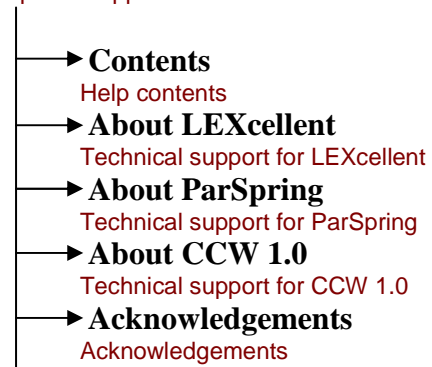 Contents
Help contents
About LEXcellent
Technical support for LEXcellent
About ParSpring
Technical support for ParSpring
About CCW 1.0
Technical support for CCW 1.0
Acknowledgements
Acknowledgements